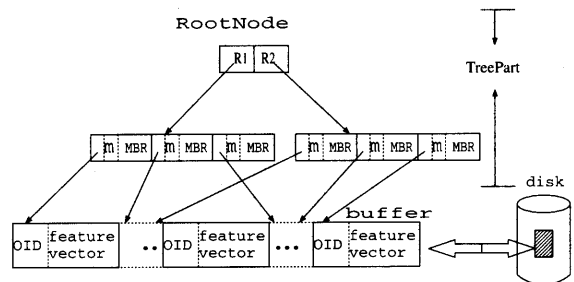 RootNode
R1 R2
TreePart
m MBR m MBR m MBR m MBR m MBR m MBR
disk
buffer
OID feature vector .. OID feature vector ... OID feature vector